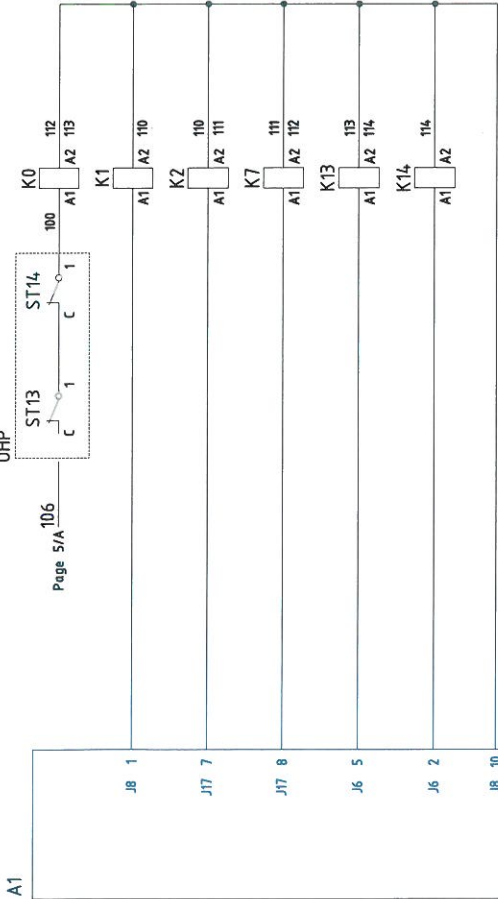 A1
OHP
Page 5/A 106
ST13
C 1
ST14
C 1
100
K0
A1 A2
112
113
J8 1
K1
A1 A2
110
J17 7
K2
A1 A2
110
111
J17 8
K7
A1 A2
111
112
J6 5
K13
A1 A2
113
114
J6 2
K14
A1 A2
114
J8 10